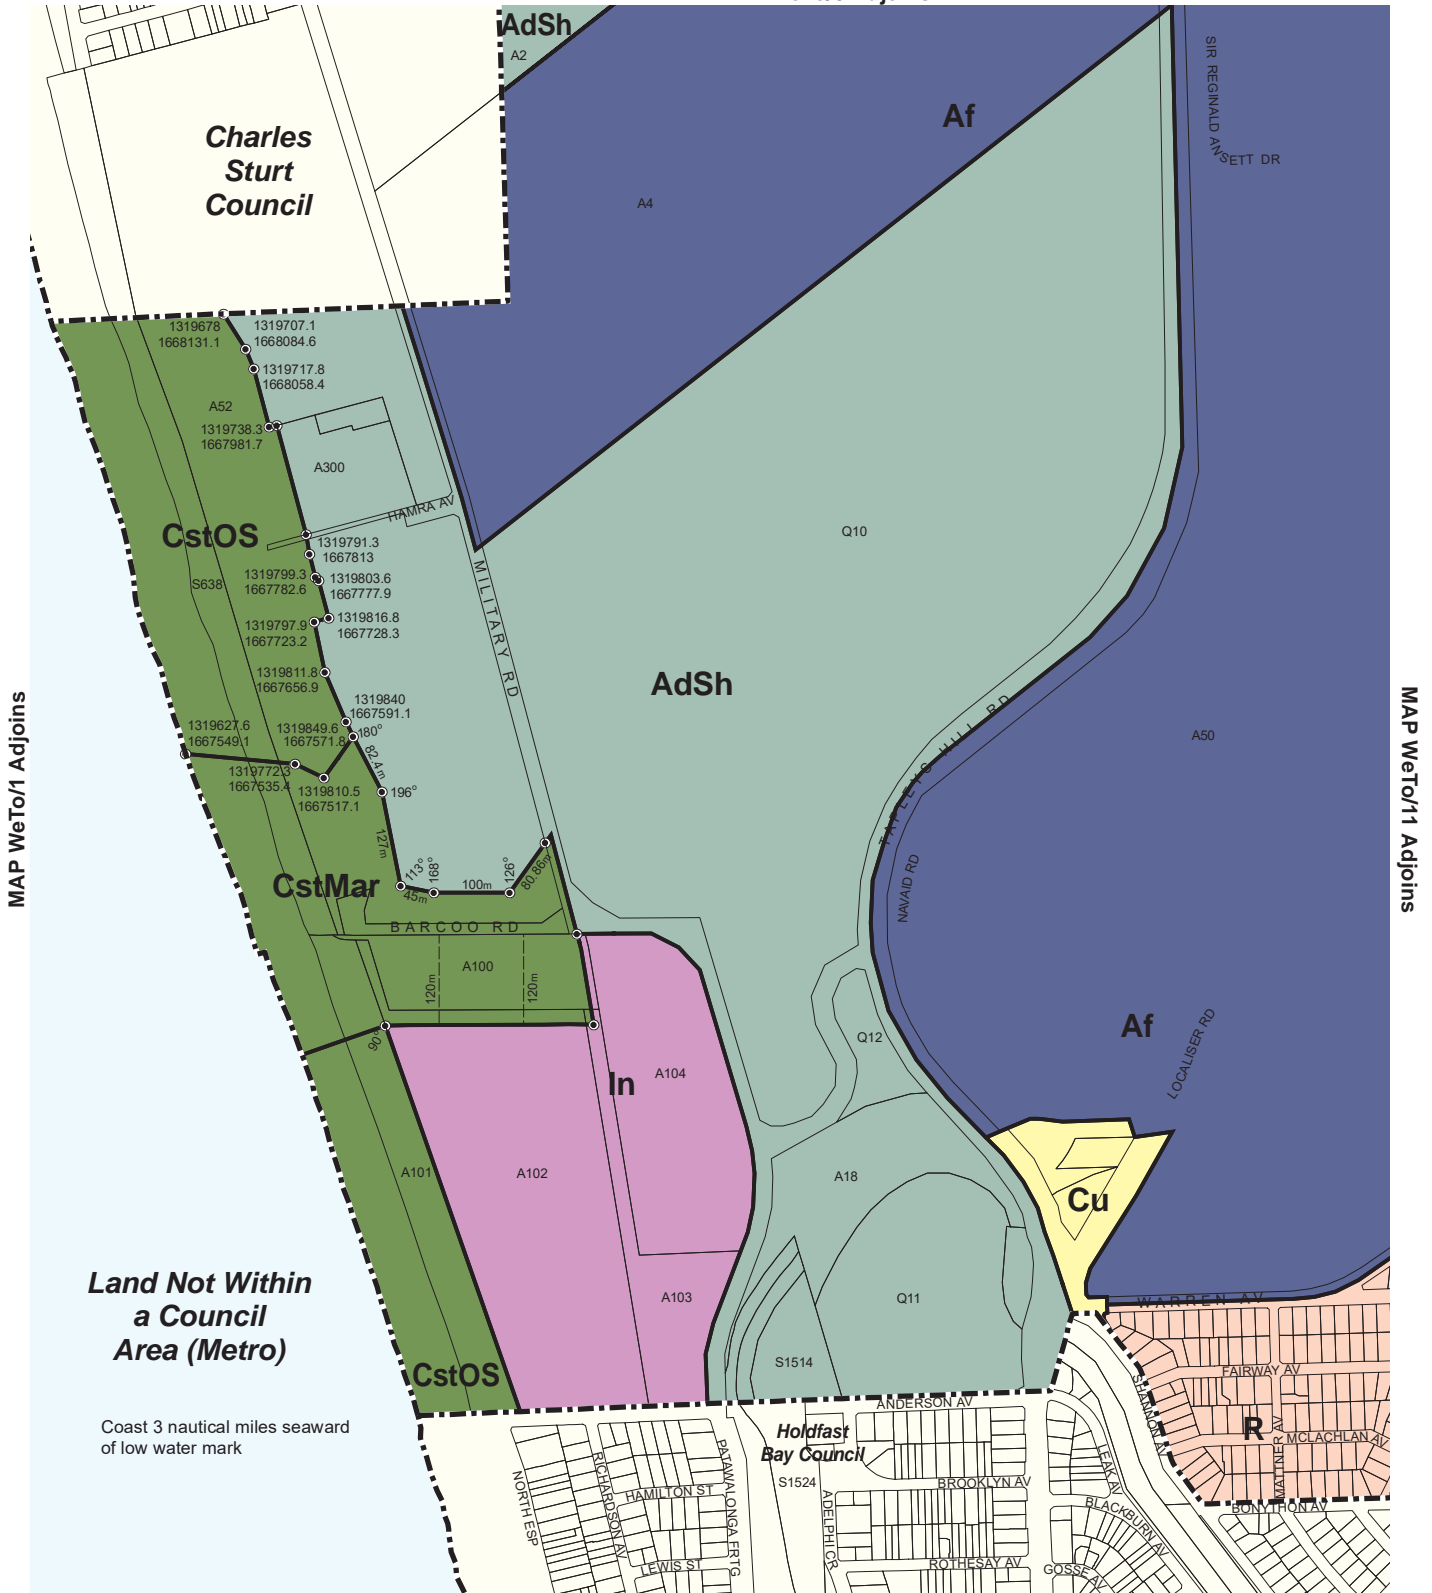 AdSh
A2
SIR REGINALD ANSETT DR
Af
Charles
Sturt
Council
A4
1319678
1668131.1
1319707.1
1668084.6
1319717.8
1668058.4
A52
1319738.3
1667981.7
A300
HAMRA AV
CstOS
Q10
1319791.3
1667813
S638
1319799.3
1667782.6
1319803.6
1667777.9
1319816.8
1667728.3
1319797.9
1667723.2
MILITARY RD
1319811.8
1667656.9
AdSh
1319840
1667591.1
1319849.6
1667571.8
180°
1319627.6
1667549.1
82.4m
1319772.3
1667535.4
1319810.5
1667517.1
196°
TAPLEYS HILL RD
A50
MAP WeTo/1 Adjoins
MAP WeTo/11 Adjoins
127m
113°
168°
45m
100m
126°
80.86m
CstMar
NAVAID RD
BARCOO RD
A100
120m
120m
90°
Q12
Af
LOCALISER RD
In
A104
A101
A102
A18
Cu
Land Not Within
a Council
Area (Metro)
A103
Q11
WARREN AV
S1514
CstOS
FAIRWAY AV
SHANNON AV
R
MCLACHLAN AV
MATTNER AV
Coast 3 nautical miles seaward
of low water mark
ANDERSON AV
Holdfast
Bay Council
S1524
NORTH ESP
RICHARDSON AV
HAMILTON ST
PATAWALONGA FRTG
ADELPHI CR
BROOKLYN AV
LEAK AV
BLACKBURN AV
BONYTHON AV
LEWIS ST
ROTHESAY AV
GOSSE AV